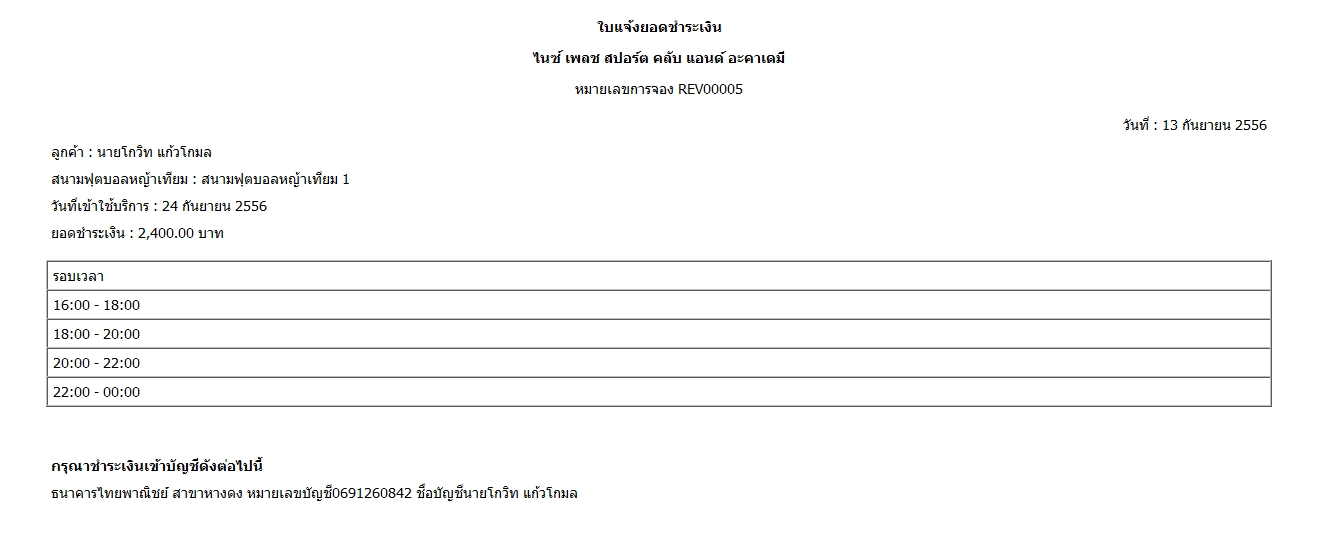 ใบแจ้งยอดชำระเงิน
ไนซ์ เพลซ สปอร์ต คลับ แอนด์ อะคาเดมี
หมายเลขการจอง REV00005
วันที่ : 13 กันยายน 2556
ลูกค้า : นายโกวิท แก้วโกมล
สนามฟุตบอลหญ้าเทียม : สนามฟุตบอลหญ้าเทียม 1
วันที่เข้าใช้บริการ : 24 กันยายน 2556
ยอดชำระเงิน : 2,400.00 บาท
รอบเวลา
16:00 - 18:00
18:00 - 20:00
20:00 - 22:00
22:00 - 00:00
กรุณาชำระเงินเข้าบัญชีดังต่อไปนี้
ธนาคารไทยพาณิชย์ สาขาหางดง หมายเลขบัญชี0691260842 ชื่อบัญชีนายโกวิท แก้วโกมล